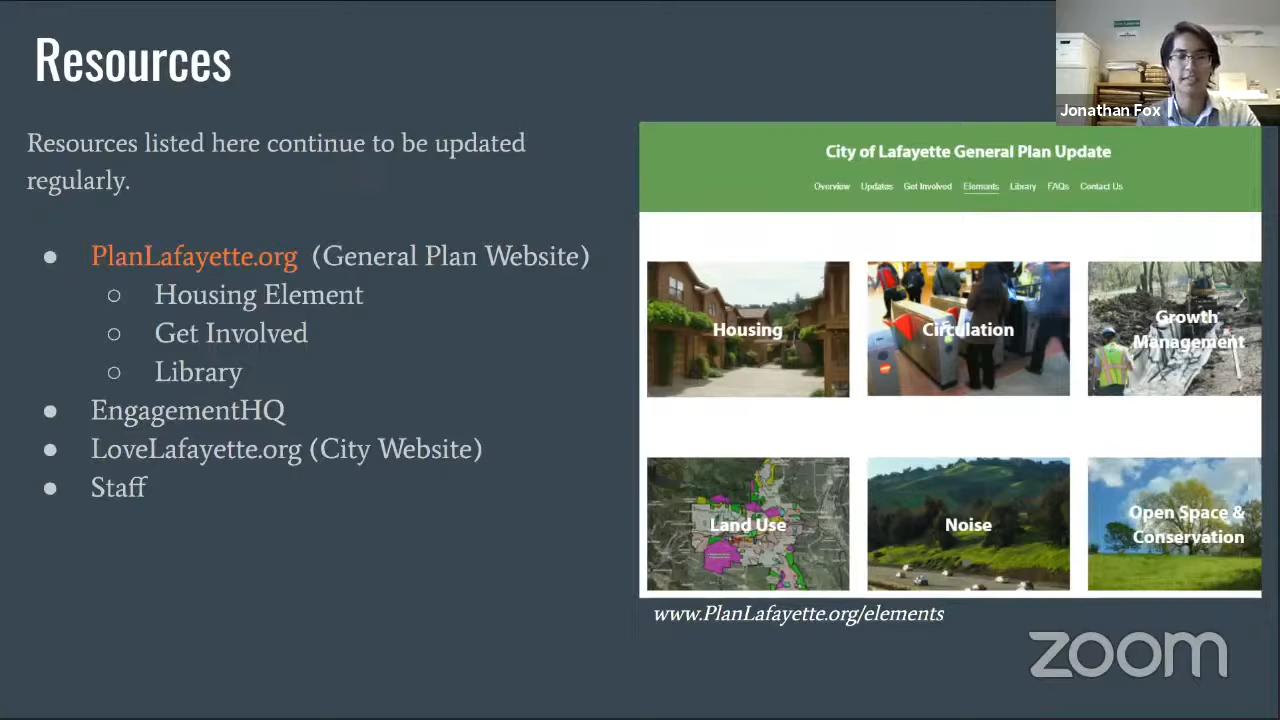 Resources
Jonathan Fox
Resources listed here continue to be updated
regularly.
● PlanLafayette.org (General Plan Website)
○ Housing Element
○ Get Involved
○ Library
● EngagementHQ
● LoveLafayette.org (City Website)
● Staff
City of Lafayette General Plan Update
Overview Updates Get Involved Elements Library FAQs Contact Us
Housing
Circulation
Growth
Management
Land Use
Noise
Open Space &
Conservation
www.PlanLafayette.org/elements
zoom